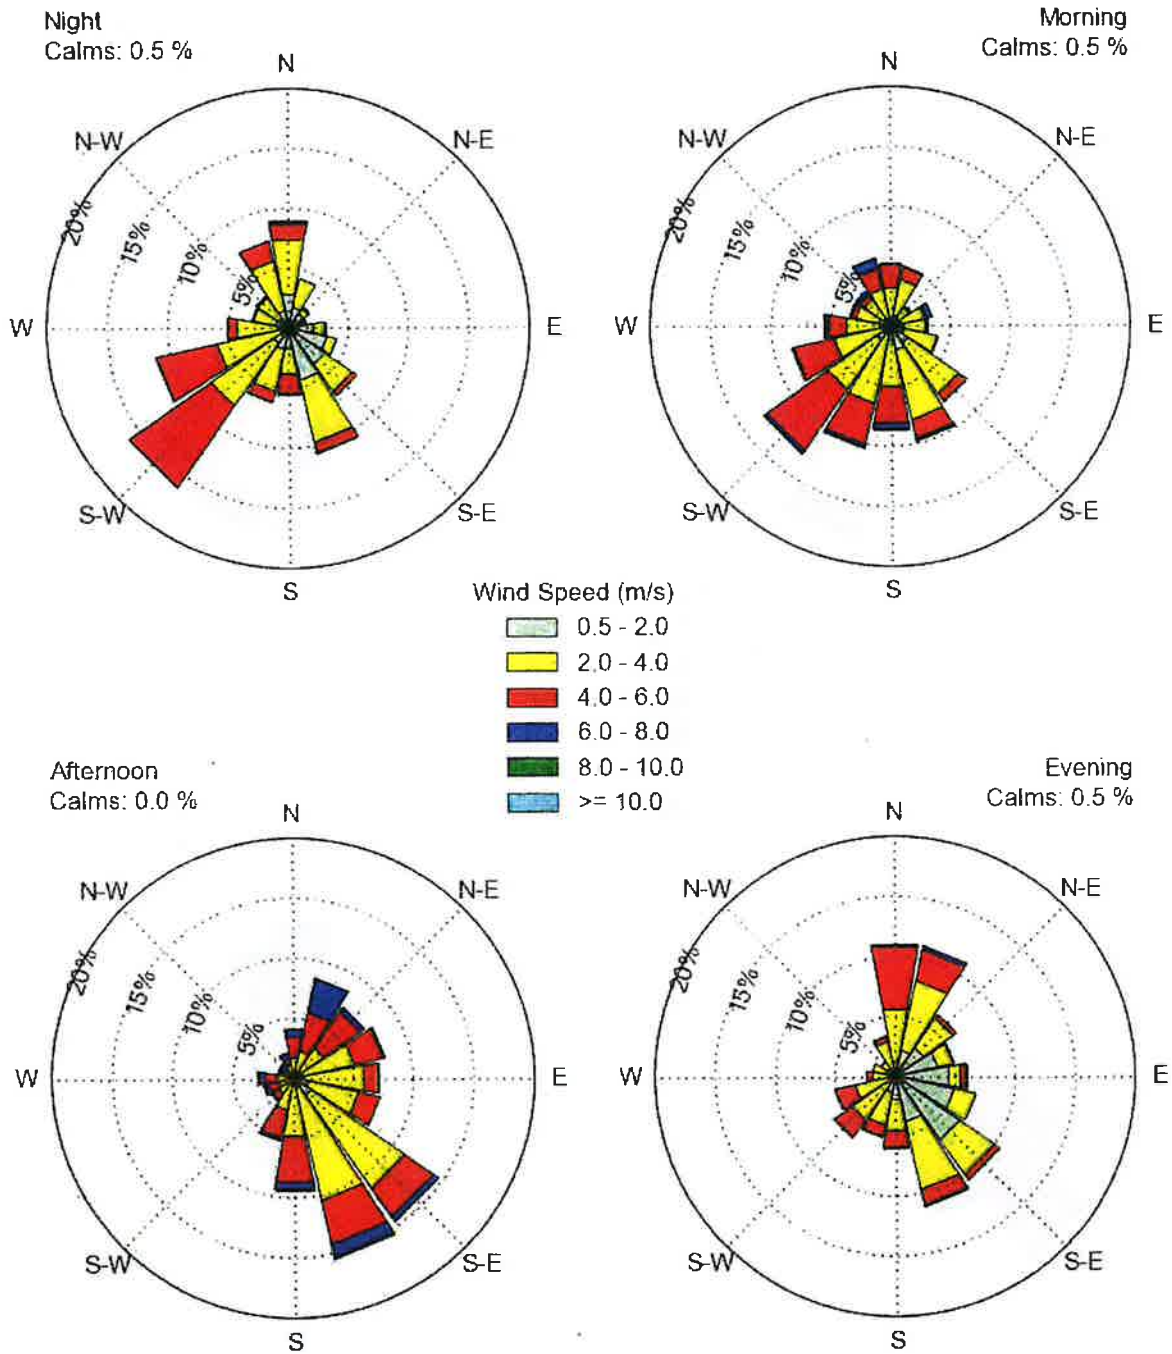 Night
Calms: 0.5 %
N
N-W
N-E
20%
15%
10%
5%
W
E
S-W
S-E
S
Morning
Calms: 0.5 %
N
N-W
N-E
20%
15%
10%
5%
W
E
S-W
S-E
S
Wind Speed (m/s)
0.5 - 2.0
2.0 - 4.0
4.0 - 6.0
6.0 - 8.0
8.0 - 10.0
>= 10.0
Afternoon
Calms: 0.0 %
N
N-W
N-E
20%
15%
10%
5%
W
E
S-W
S-E
S
Evening
Calms: 0.5 %
N
N-W
N-E
20%
15%
10%
5%
W
E
S-W
S-E
S